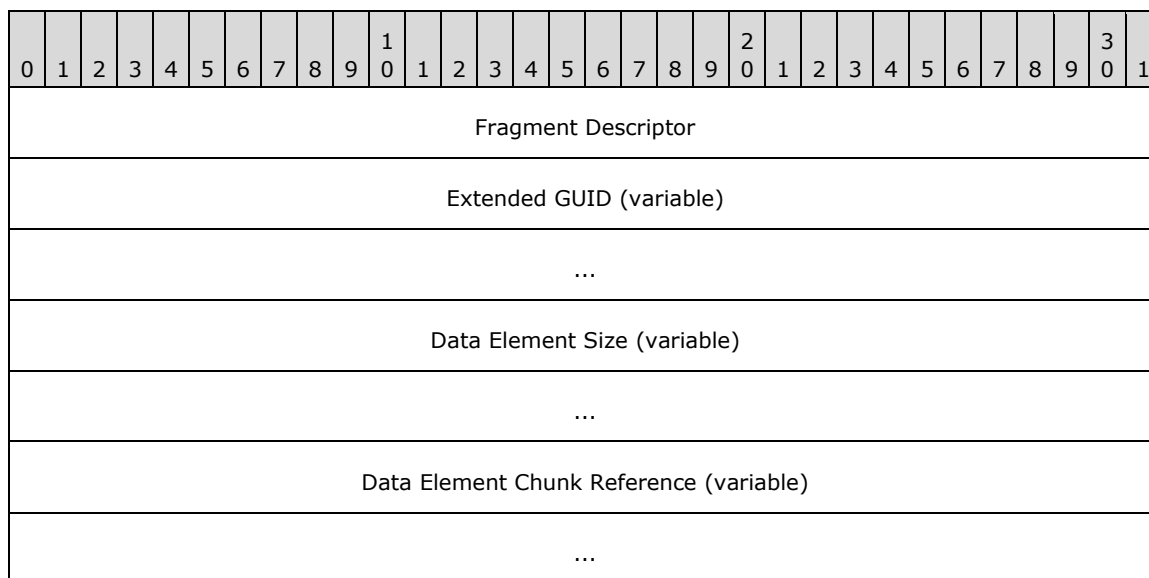 1 2 3
0 1 2 3 4 5 6 7 8 9 0 1 2 3 4 5 6 7 8 9 0 1 2 3 4 5 6 7 8 9 0 1
Fragment Descriptor
Extended GUID (variable)
...
Data Element Size (variable)
...
Data Element Chunk Reference (variable)
...